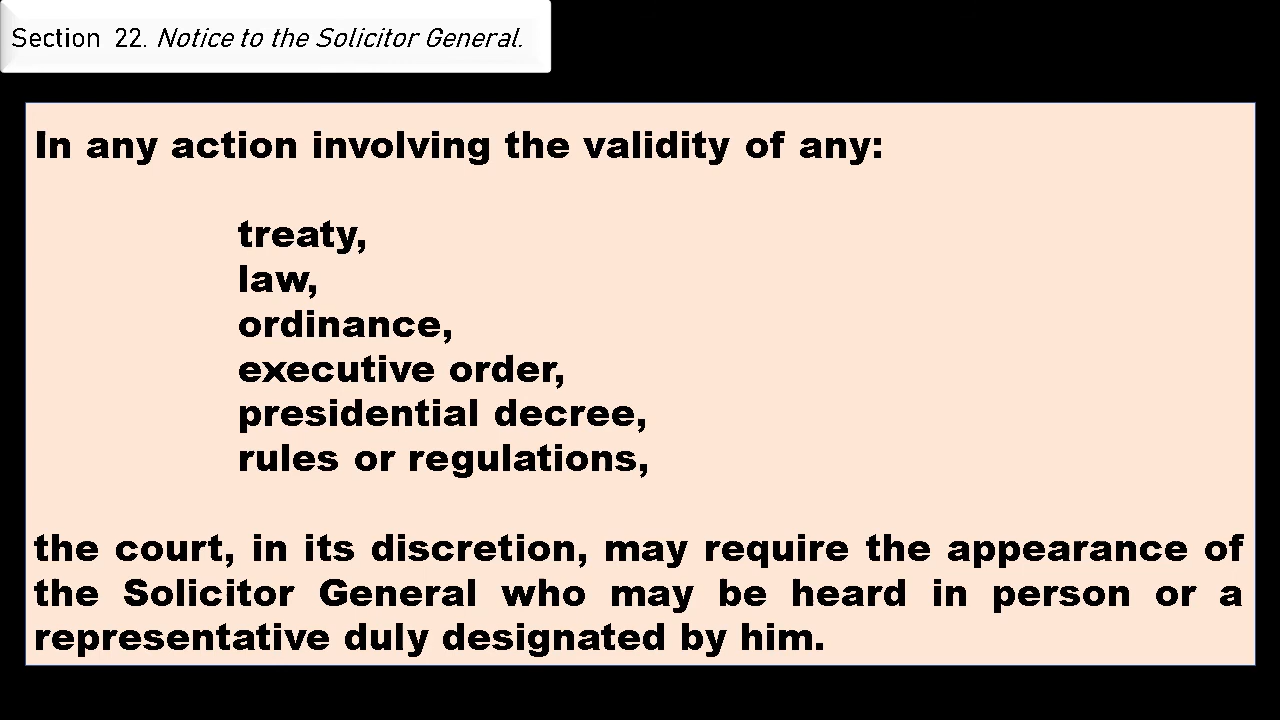 Section 22. Notice to the Solicitor General.
In any action involving the validity of any:
treaty,
law,
ordinance,
executive order,
presidential decree,
rules or regulations,
the court, in its discretion, may require the appearance of
the Solicitor General who may be heard in person or a
representative duly designated by him.